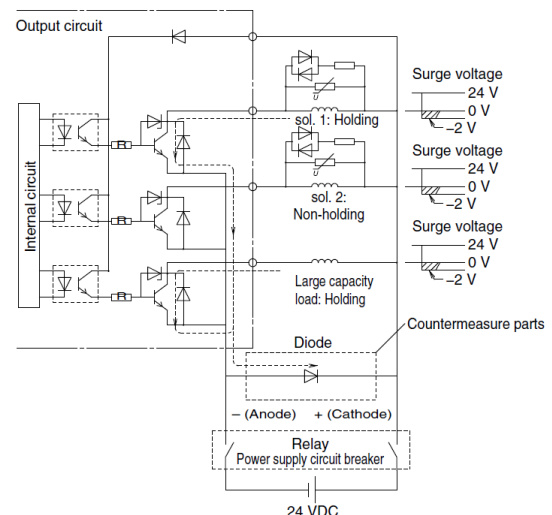 Output circuit
Internal circuit
R
R
R
U
sol. 1: Holding
U
sol. 2:
Non-holding
Large capacity
load: Holding
Surge voltage
24 V
0 V
−2 V
Surge voltage
24 V
0 V
−2 V
Surge voltage
24 V
0 V
−2 V
Countermeasure parts
Diode
− (Anode) + (Cathode)
Relay
Power supply circuit breaker
24 VDC